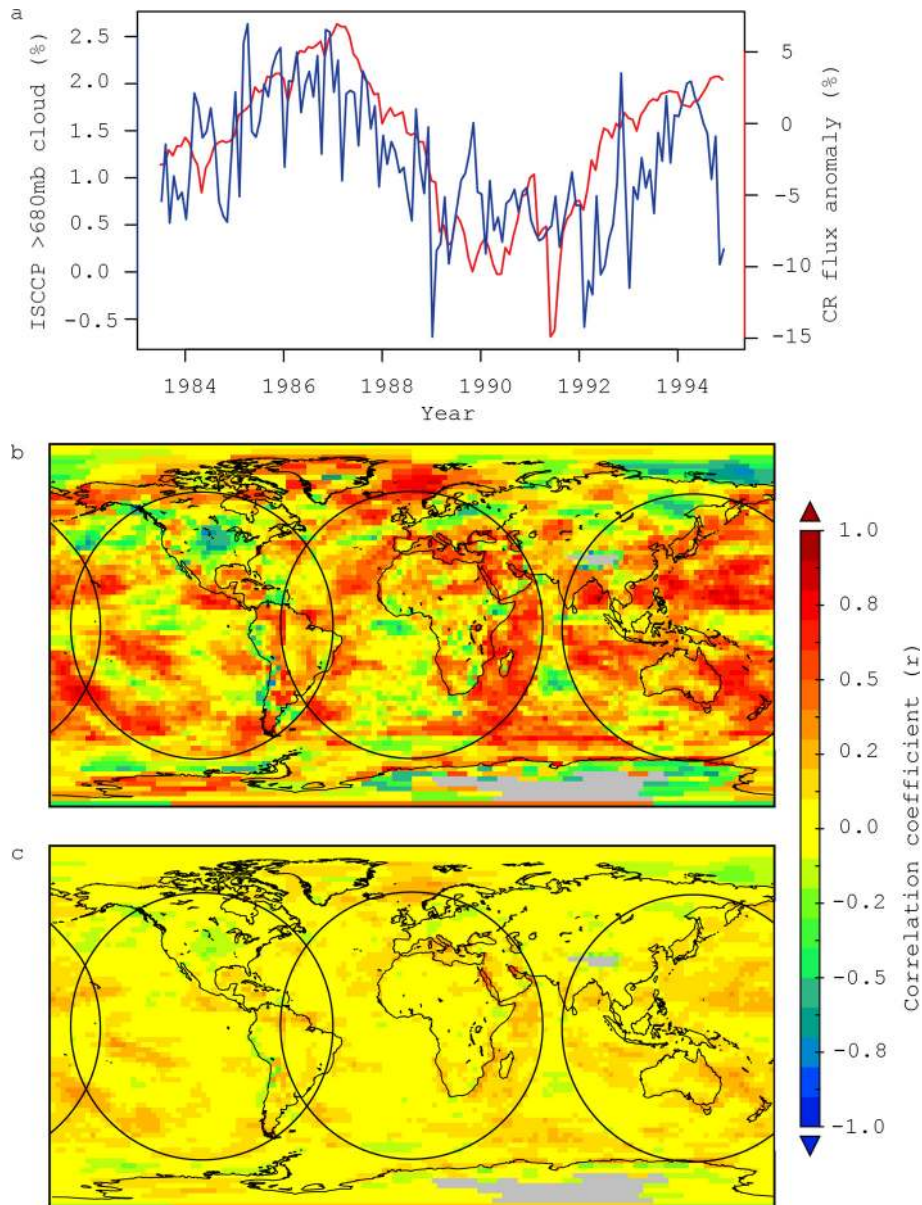 a
ISCCP >680mb cloud (%)
2.5
2.0
1.5
1.0
0.5
0.0
-0.5
5
0
-5
-10
-15
CR flux anomaly (%)
1984 1986 1988 1990 1992 1994
Year
b
c
1.0
0.8
0.5
0.2
0.0
-0.2
-0.5
-0.8
-1.0
Correlation coefficient (r)